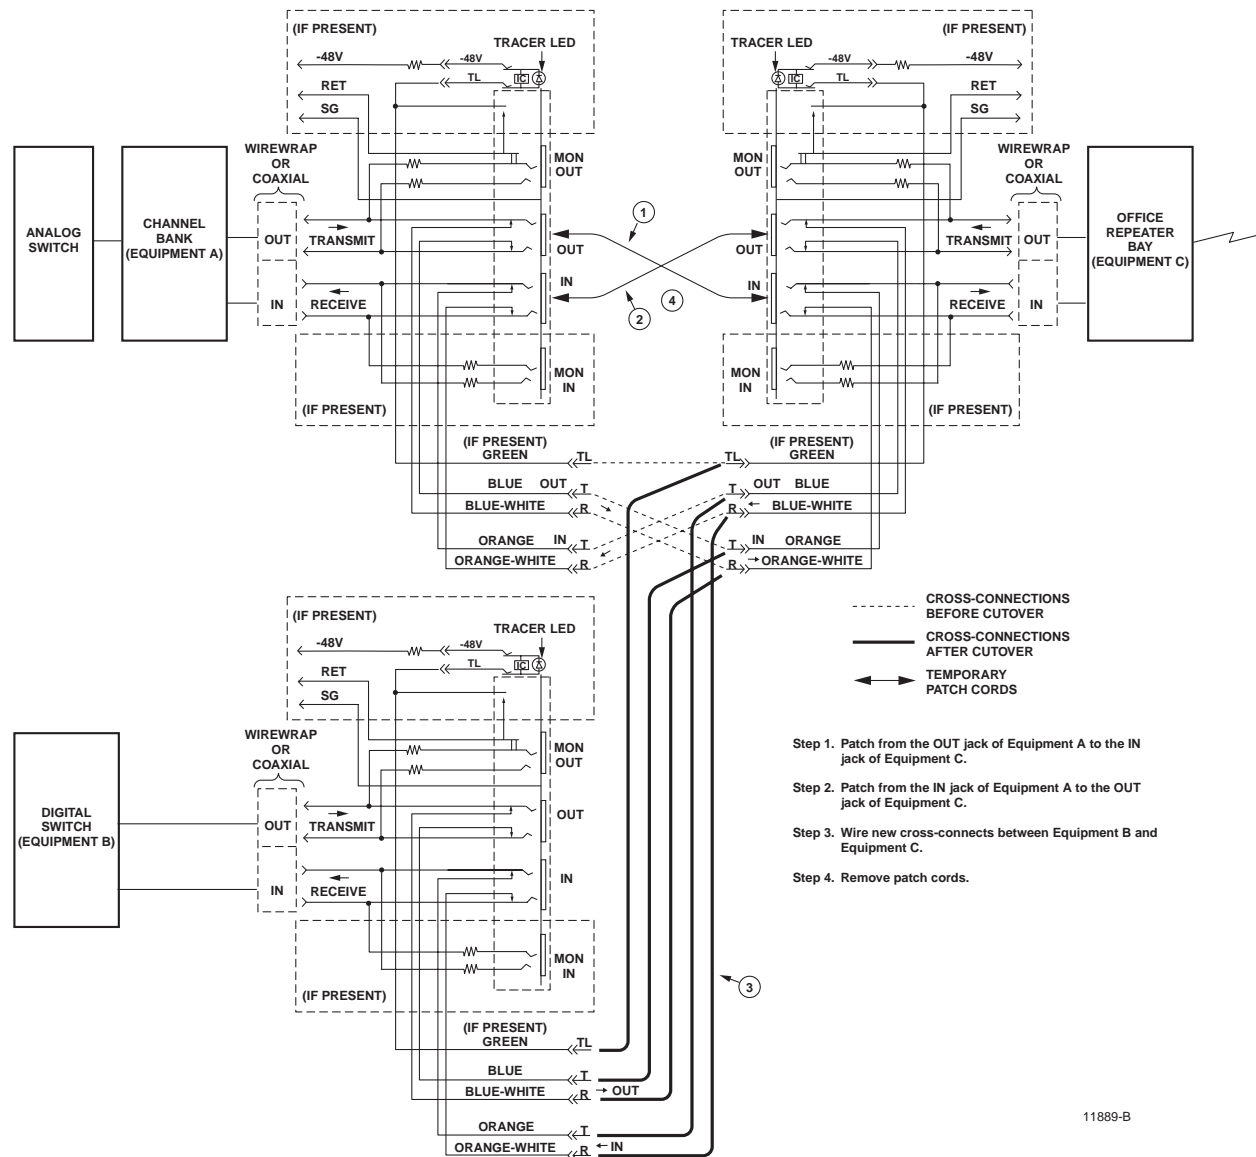 (IF PRESENT)
TRACER LED
-48V
-48V
IC
TL
RET
SG
WIREWRAP
OR
COAXIAL
MON
OUT
ANALOG
SWITCH
CHANNEL
BANK
(EQUIPMENT A)
OUT
TRANSMIT
OUT
IN
RECEIVE
IN
MON
IN
(IF PRESENT)
1
2
4
(IF PRESENT)
TRACER LED
-48V
-48V
IC
TL
RET
SG
MON
OUT
WIREWRAP
OR
COAXIAL
OUT
TRANSMIT
OUT
IN
RECEIVE
IN
OFFICE
REPEATER
BAY
(EQUIPMENT C)
MON
IN
(IF PRESENT)
(IF PRESENT)
GREEN
TL
BLUE OUT T
BLUE-WHITE R
ORANGE IN T
ORANGE-WHITE R
(IF PRESENT)
TL GREEN
T OUT BLUE
R BLUE-WHITE
T IN ORANGE
R ORANGE-WHITE
CROSS-CONNECTIONS
BEFORE CUTOVER
CROSS-CONNECTIONS
AFTER CUTOVER
TEMPORARY
PATCH CORDS
Step 1. Patch from the OUT jack of Equipment A to the IN
jack of Equipment C.
Step 2. Patch from the IN jack of Equipment A to the OUT
jack of Equipment C.
Step 3. Wire new cross-connects between Equipment B and
Equipment C.
Step 4. Remove patch cords.
(IF PRESENT)
TRACER LED
-48V
-48V
IC
TL
RET
SG
WIREWRAP
OR
COAXIAL
MON
OUT
DIGITAL
SWITCH
(EQUIPMENT B)
OUT
TRANSMIT
OUT
IN
RECEIVE
IN
MON
IN
(IF PRESENT)
3
(IF PRESENT)
GREEN
TL
BLUE T
BLUE-WHITE R OUT
ORANGE T
ORANGE-WHITE R IN
11889-B